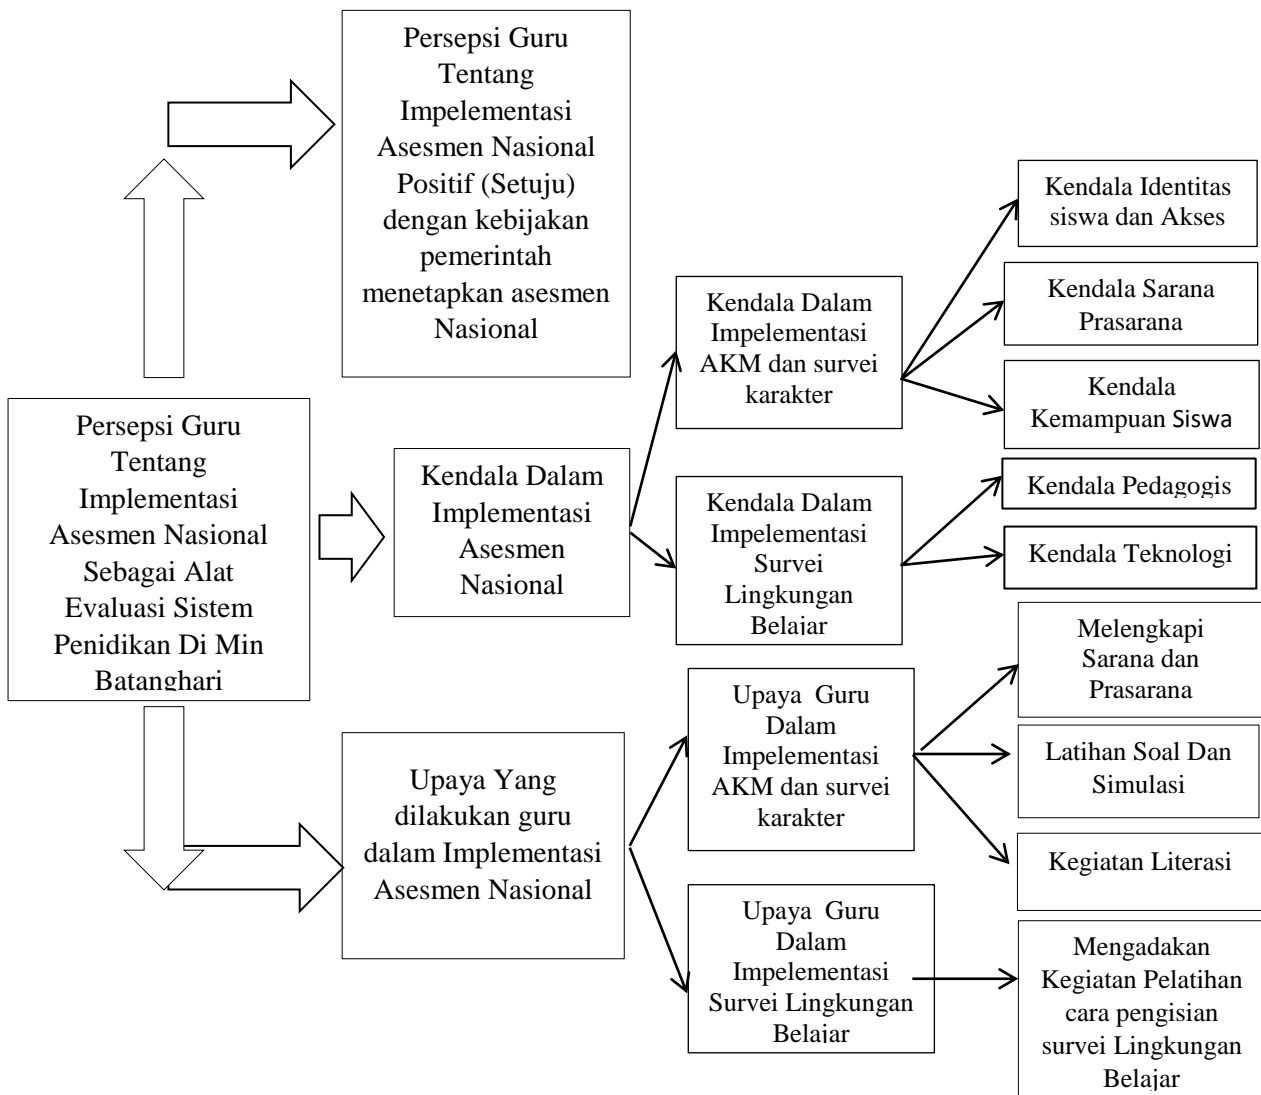 Persepsi Guru
Tentang
Impelementasi
Asesmen Nasional
Positif (Setuju)
dengan kebijakan
pemerintah
menetapkan asesmen
Nasional
Persepsi Guru
Tentang
Implementasi
Asesmen Nasional
Sebagai Alat
Evaluasi Sistem
Penidikan Di Min
Batanghari
Kendala Dalam
Implementasi
Asesmen
Nasional
Kendala Dalam
Impelementasi
AKM dan survei
karakter
Kendala Identitas
siswa dan Akses
Kendala Sarana
Prasarana
Kendala
Kemampuan Siswa
Kendala Dalam
Impelementasi
Survei
Lingkungan
Belajar
Kendala Pedagogis
Kendala Teknologi
Upaya Yang
dilakukan guru
dalam Implementasi
Asesmen Nasional
Upaya Guru
Dalam
Impelementasi
AKM dan survei
karakter
Melengkapi
Sarana dan
Prasarana
Latihan Soal Dan
Simulasi
Kegiatan Literasi
Upaya Guru
Dalam
Impelementasi
Survei Lingkungan
Belajar
Mengadakan
Kegiatan Pelatihan
cara pengisian
survei Lingkungan
Belajar